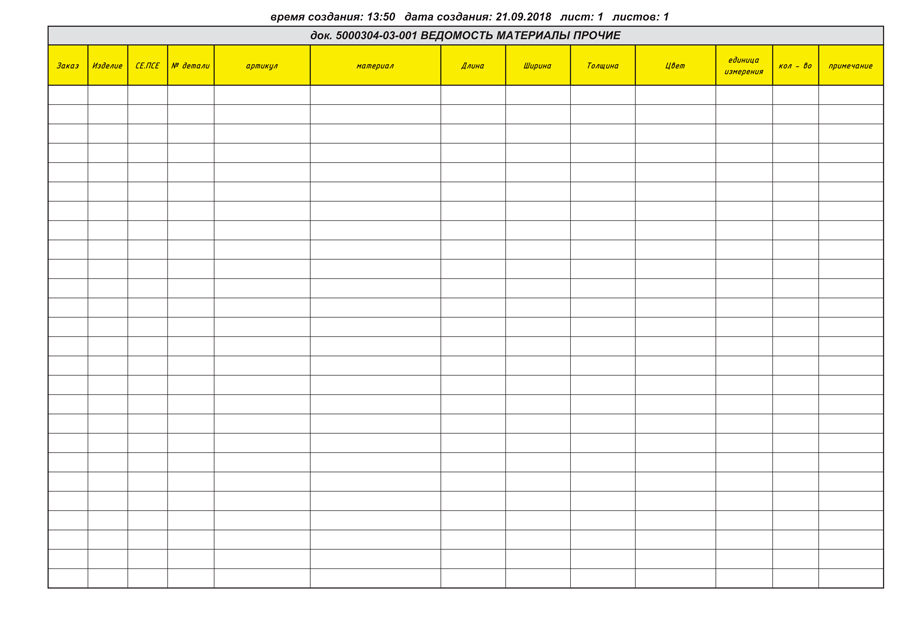 время создания: 13:50 дата создания: 21.09.2018 лист: 1 листов: 1
док. 5000304-03-001 ВЕДОМОСТЬ МАТЕРИАЛЫ ПРОЧИЕ
Заказ Изделие СЕ.ПСЕ № детали артикул материал Длина Ширина Толщина Цвет единица измерения кол - во примечание